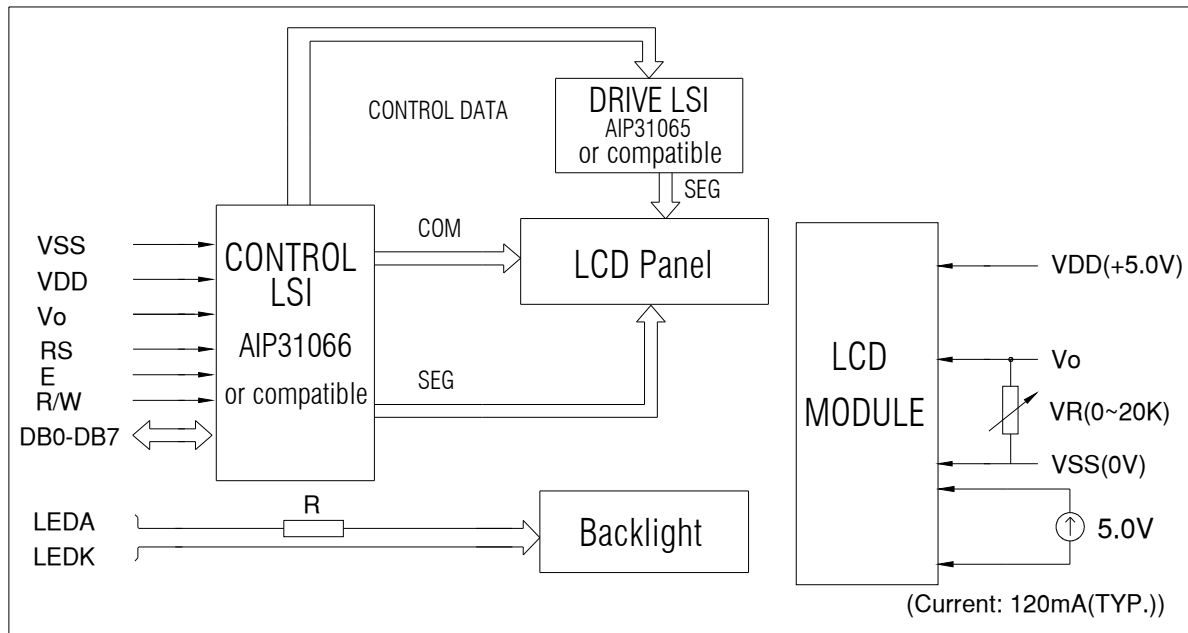 CONTROL DATA
DRIVE LSI
AIP31065
or compatible
SEG
VSS
VDD
Vo
RS
E
R/W
DB0-DB7
CONTROL
LSI
AIP31066
or compatible
COM
LCD Panel
SEG
LEDA
LEDK
R
Backlight
LCD
MODULE
VDD(+5.0V)
Vo
VR(0~20K)
VSS(0V)
5.0V
(Current: 120mA(TYP.))